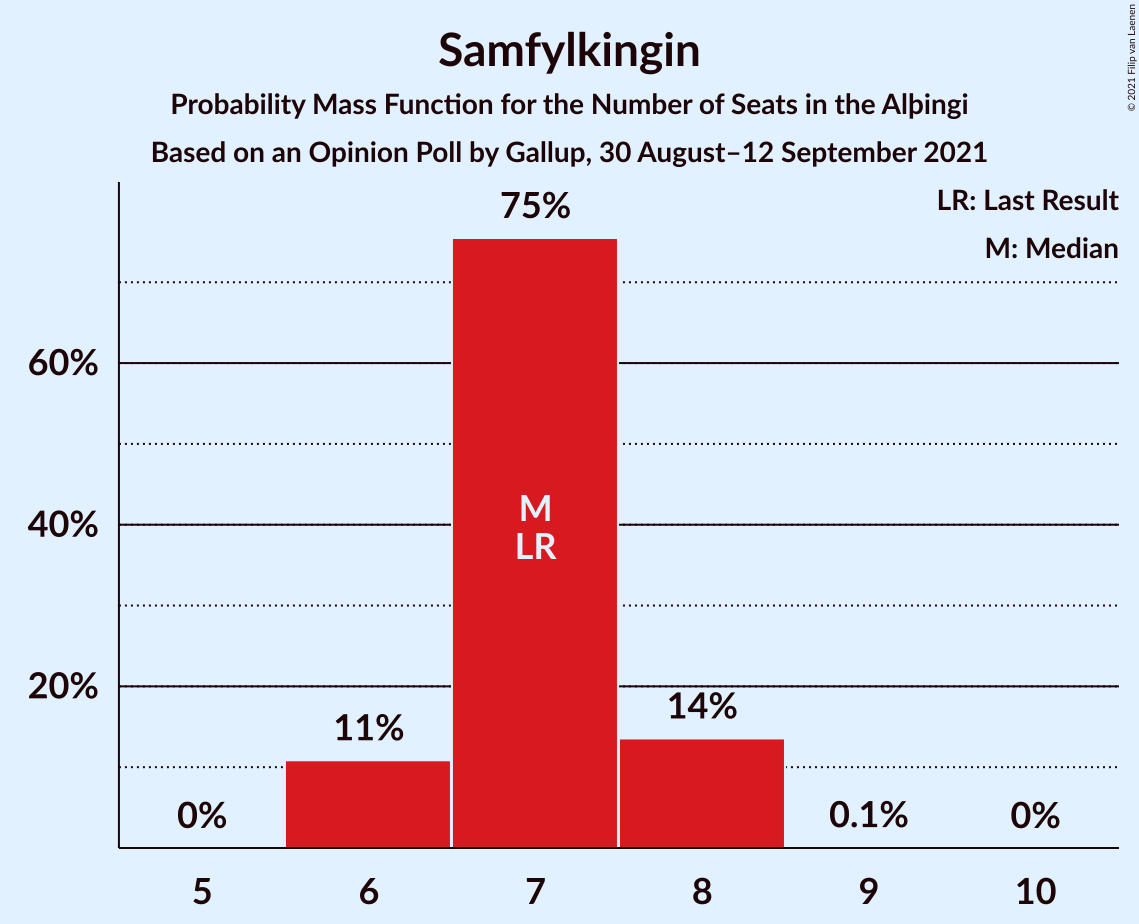 Samfylkingin
Probability Mass Function for the Number of Seats in the Alþingi
Based on an Opinion Poll by Gallup, 30 August–12 September 2021
© 2021 Filip van Laenen
LR: Last Result
M: Median
75%
60%
40%
20%
M
LR
11%
14%
0%
0.1%
0%
5
6
7
8
9
10